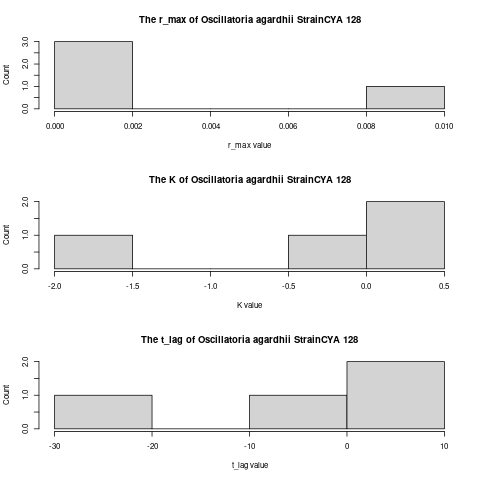 The r_max of Oscillatoria agardhii StrainCYA 128
Count
3.0
2.0
1.0
0.0
0.000 0.002 0.004 0.006 0.008 0.010
r_max value
The K of Oscillatoria agardhii StrainCYA 128
Count
2.0
1.0
0.0
-2.0 -1.5 -1.0 -0.5 0.0 0.5
K value
The t_lag of Oscillatoria agardhii StrainCYA 128
Count
2.0
1.0
0.0
-30 -20 -10 0 10
t_lag value